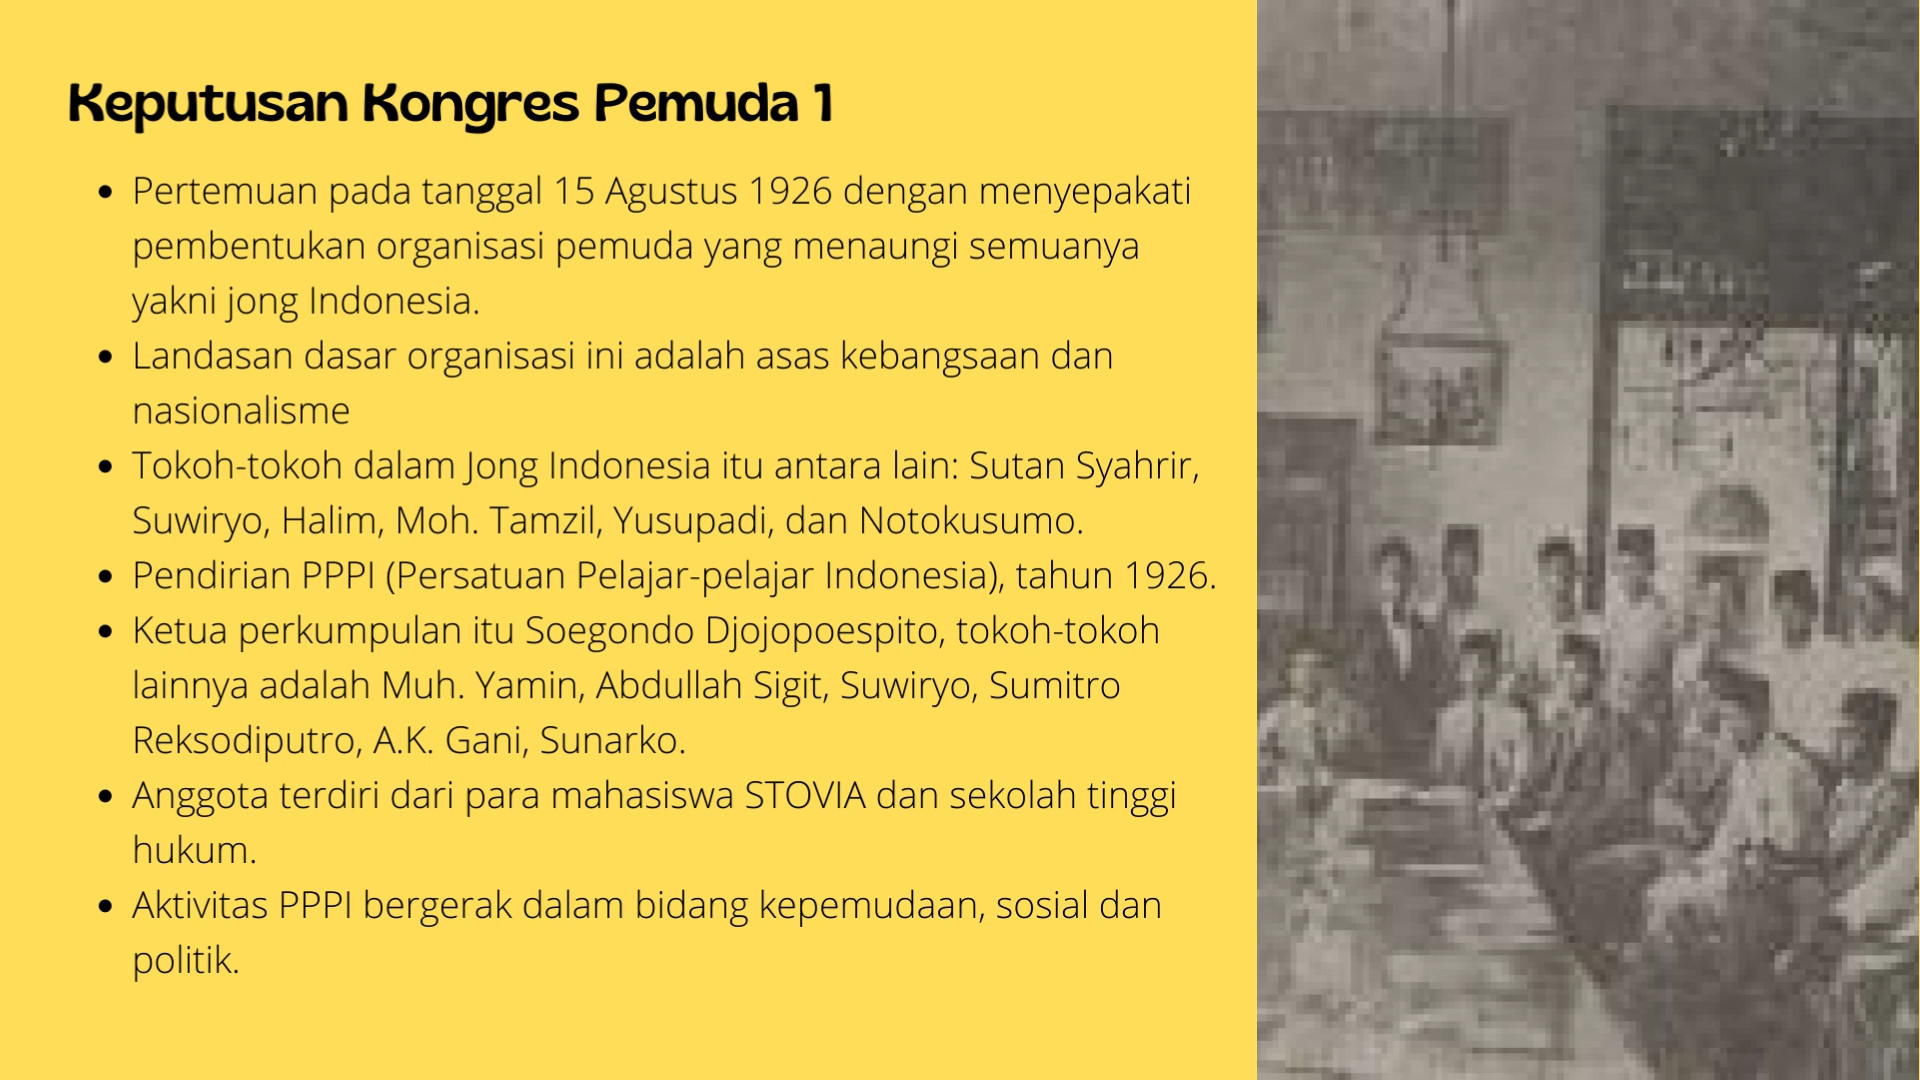 Keputusan Kongres Pemuda 1
• Pertemuan pada tanggal 15 Agustus 1926 dengan menyepakati
pembentukan organisasi pemuda yang menaungi semuanya
yakni jong Indonesia.
• Landasan dasar organisasi ini adalah asas kebangsaan dan
nasionalisme
• Tokoh-tokoh dalam Jong Indonesia itu antara lain: Sutan Syahrir,
Suwiryo, Halim, Moh. Tamzil, Yusupadi, dan Notokusumo.
• Pendirian PPPI (Persatuan Pelajar-pelajar Indonesia), tahun 1926.
• Ketua perkumpulan itu Soegondo Djojopoespito, tokoh-tokoh
lainnya adalah Muh. Yamin, Abdullah Sigit, Suwiryo, Sumitro
Reksodiputro, A.K. Gani, Sunarko.
• Anggota terdiri dari para mahasiswa STOVIA dan sekolah tinggi
hukum.
• Aktivitas PPPI bergerak dalam bidang kepemudaan, sosial dan
politik.